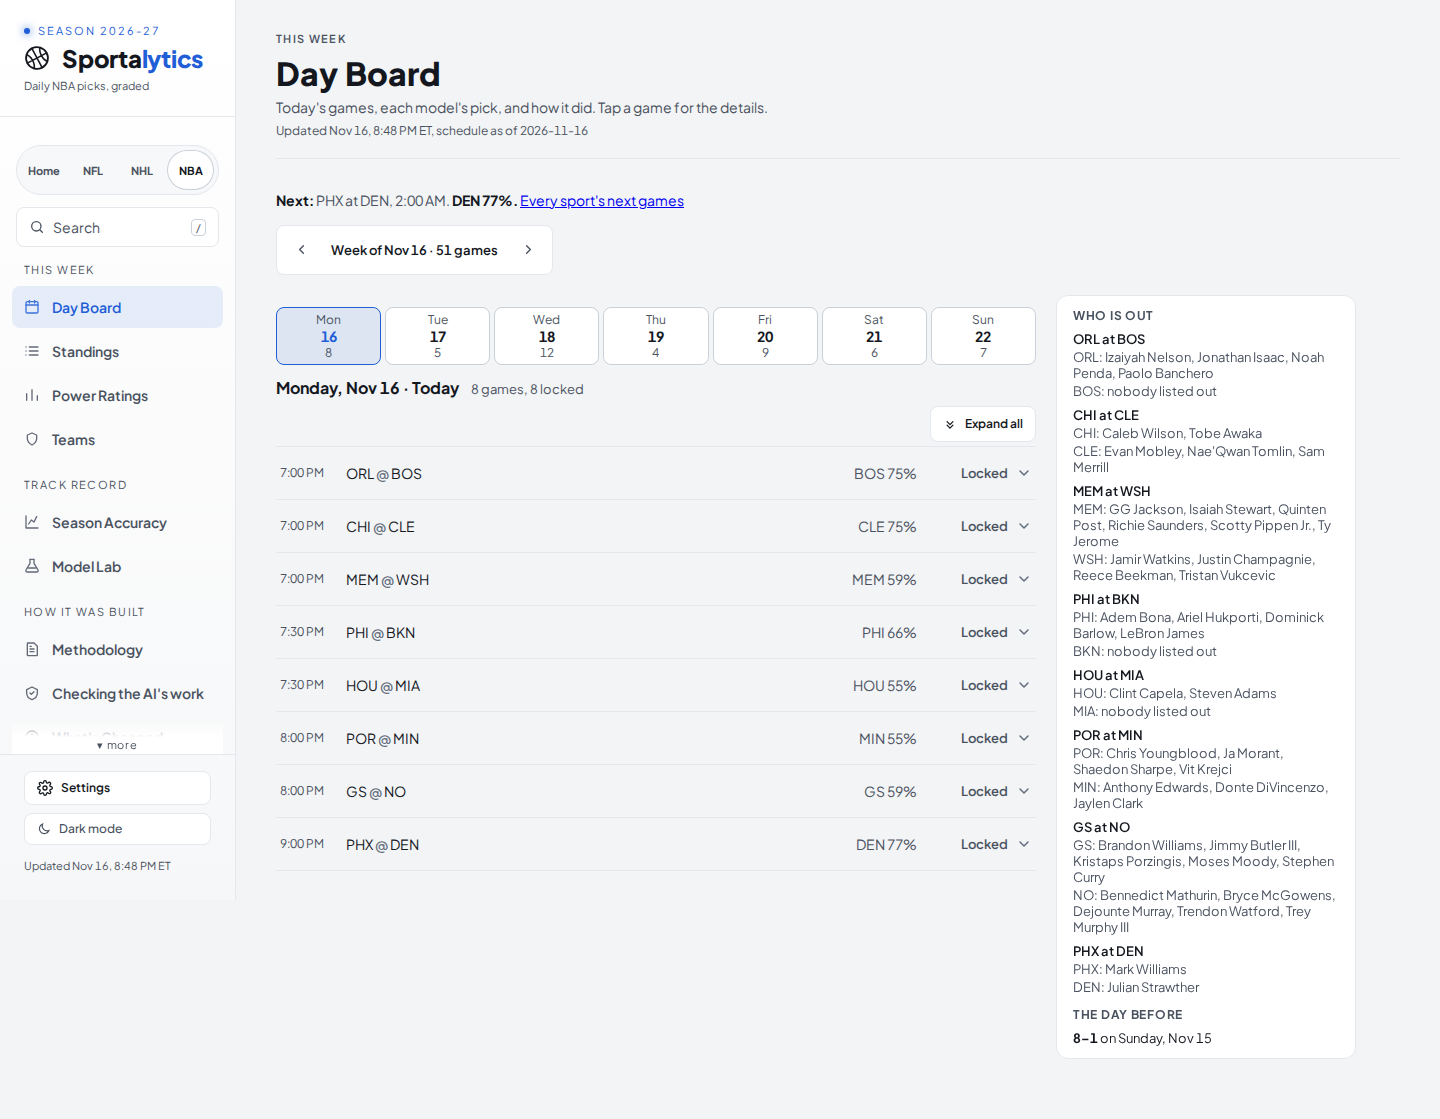 SEASON 2026-27
Sportalytics
Daily NBA picks, graded
Home NFL NHL NBA
Search /
THIS WEEK
Day Board
Standings
Power Ratings
Teams
TRACK RECORD
Season Accuracy
Model Lab
HOW IT WAS BUILT
Methodology
Checking the AI's work
▾ more
Settings
Dark mode
Updated Nov 16, 8:48 PM ET
THIS WEEK
Day Board
Today's games, each model's pick, and how it did. Tap a game for the details.
Updated Nov 16, 8:48 PM ET, schedule as of 2026-11-16
Next: PHX at DEN, 2:00 AM. DEN 77%. Every sport's next games
Week of Nov 16 · 51 games
Mon Tue Wed Thu Fri Sat Sun
16 17 18 19 20 21 22
8 5 12 4 9 6 7
Monday, Nov 16 · Today 8 games, 8 locked
Expand all
7:00 PM ORL @ BOS BOS 75% Locked
7:00 PM CHI @ CLE CLE 75% Locked
7:00 PM MEM @ WSH MEM 59% Locked
7:30 PM PHI @ BKN PHI 66% Locked
7:30 PM HOU @ MIA HOU 55% Locked
8:00 PM POR @ MIN MIN 55% Locked
8:00 PM GS @ NO GS 59% Locked
9:00 PM PHX @ DEN DEN 77% Locked
WHO IS OUT
ORL at BOS
ORL: Izaiyah Nelson, Jonathan Isaac, Noah
Penda, Paolo Banchero
BOS: nobody listed out
CHI at CLE
CHI: Caleb Wilson, Tobe Awaka
CLE: Evan Mobley, Nae'Qwan Tomlin, Sam
Merrill
MEM at WSH
MEM: GG Jackson, Isaiah Stewart, Quinten
Post, Richie Saunders, Scotty Pippen Jr., Ty
Jerome
WSH: Jamir Watkins, Justin Champagnie,
Reece Beekman, Tristan Vukcevic
PHI at BKN
PHI: Adem Bona, Ariel Hukporti, Dominick
Barlow, LeBron James
BKN: nobody listed out
HOU at MIA
HOU: Clint Capela, Steven Adams
MIA: nobody listed out
POR at MIN
POR: Chris Youngblood, Ja Morant,
Shaedon Sharpe, Vit Krejci
MIN: Anthony Edwards, Donte DiVincenzo,
Jaylen Clark
GS at NO
GS: Brandon Williams, Jimmy Butler III,
Kristaps Porzingis, Moses Moody, Stephen
Curry
NO: Bennedict Mathurin, Bryce McGowens,
Dejounte Murray, Trendon Watford, Trey
Murphy III
PHX at DEN
PHX: Mark Williams
DEN: Julian Strawther
THE DAY BEFORE
8–1 on Sunday, Nov 15